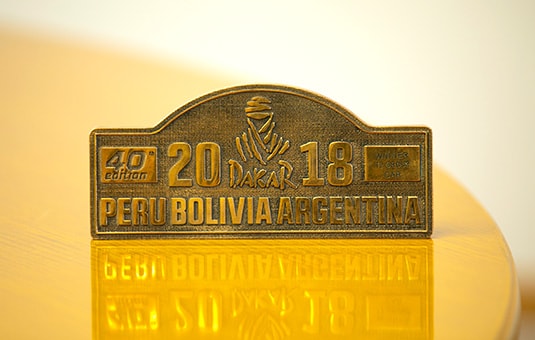 40°
edition
20 DAKAR 18
PERU BOLIVIA ARGENTINA